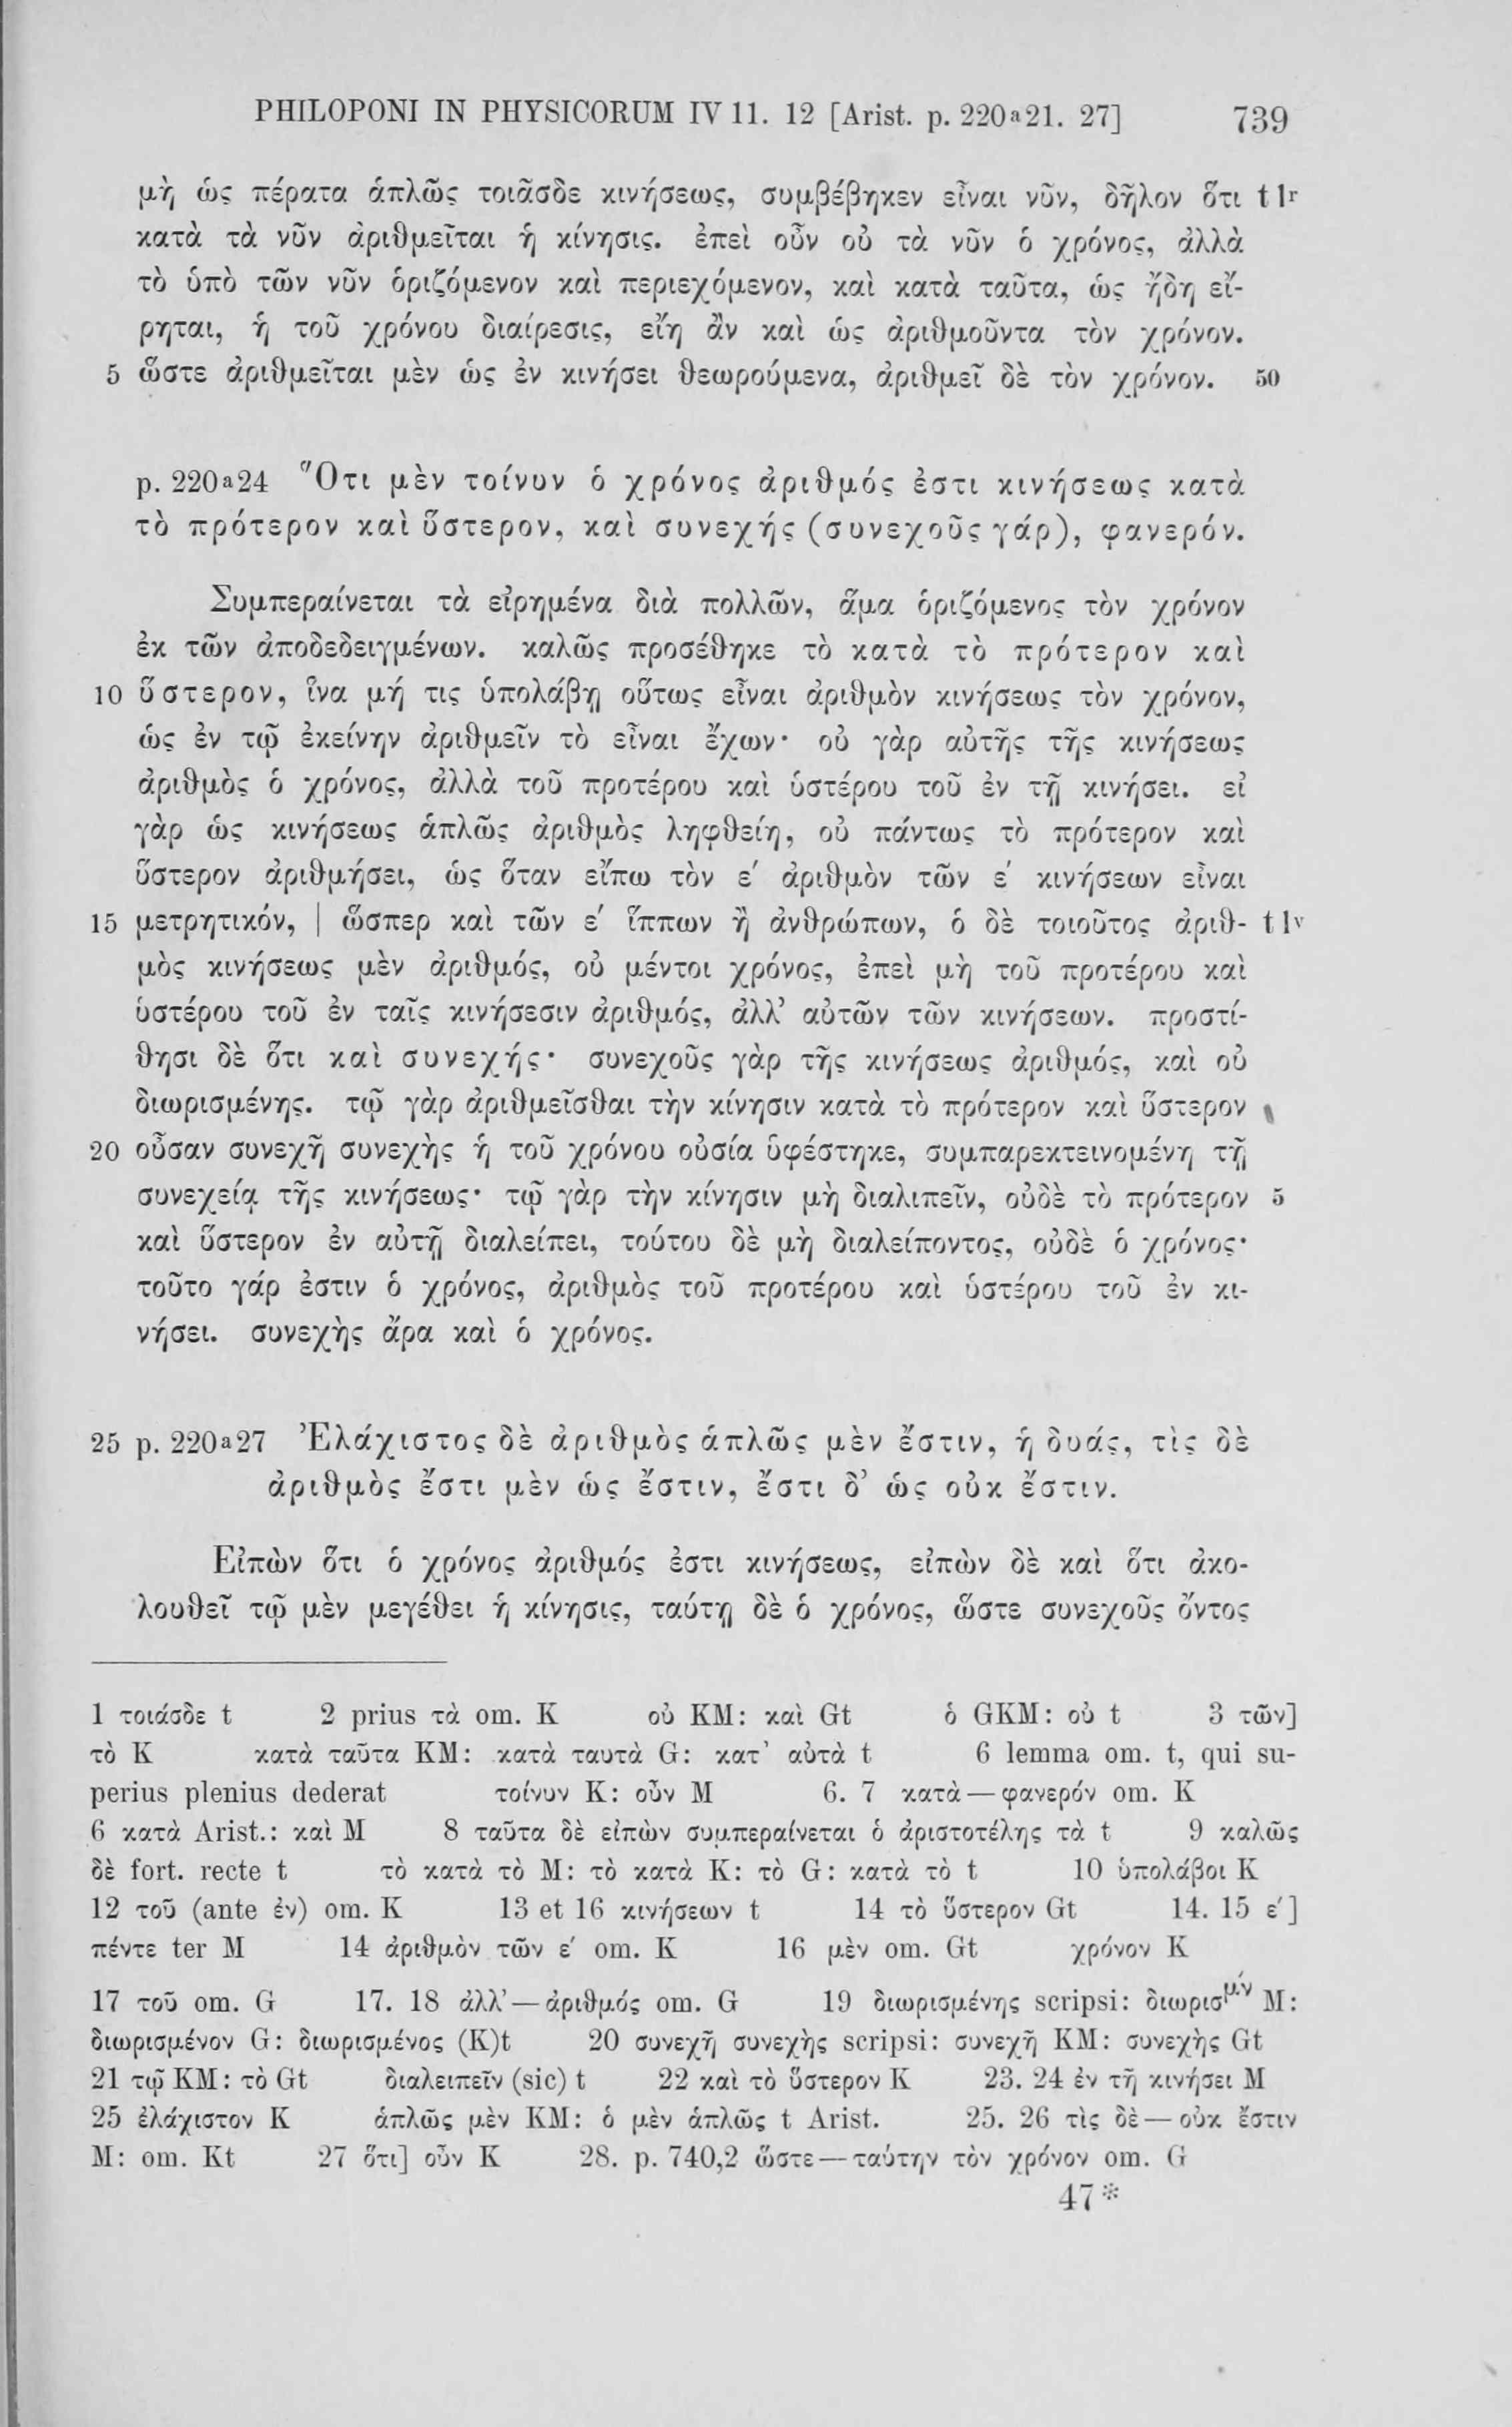 PHILOPONI IN PHYSICORUM IV 11. 12 [Arist. p. 220ᵃ21. 27] 739
μὴ ὡς πέρατα ἁπλῶς τοιᾶσδε κινήσεως, συμβέβηκεν εἶναι νῦν, δῆλον ὅτι t 1ʳ
κατὰ τὰ νῦν ἀριθμεῖται ἡ κίνησις. ἐπεὶ οὖν οὐ τὰ νῦν ὁ χρόνος, ἀλλὰ
τὸ ὑπὸ τῶν νῦν ὁριζόμενον καὶ περιεχόμενον, καὶ κατὰ ταῦτα, ὡς ἤδη εἴ-
ρηται, ἡ τοῦ χρόνου διαίρεσις, εἴη ἂν καὶ ὡς ἀριθμοῦντα τὸν χρόνον.
5 ὥστε ἀριθμεῖται μὲν ὡς ἐν κινήσει θεωρούμενα, ἀριθμεῖ δὲ τὸν χρόνον. 50
p. 220ᵃ24 Ὅτι μὲν τοίνυν ὁ χρόνος ἀριθμός ἐστι κινήσεως κατὰ
τὸ πρότερον καὶ ὕστερον, καὶ συνεχής (συνεχοῦς γάρ), φανερόν.
Συμπεραίνεται τὰ εἰρημένα διὰ πολλῶν, ἅμα ὁριζόμενος τὸν χρόνον
ἐκ τῶν ἀποδεδειγμένων. καλῶς προσέθηκε τὸ κατὰ τὸ πρότερον καὶ
10 ὕστερον, ἵνα μή τις ὑπολάβῃ οὕτως εἶναι ἀριθμὸν κινήσεως τὸν χρόνον,
ὡς ἐν τῷ ἐκείνην ἀριθμεῖν τὸ εἶναι ἔχων· οὐ γὰρ αὐτῆς τῆς κινήσεως
ἀριθμὸς ὁ χρόνος, ἀλλὰ τοῦ προτέρου καὶ ὑστέρου τοῦ ἐν τῇ κινήσει. εἰ
γὰρ ὡς κινήσεως ἁπλῶς ἀριθμὸς ληφθείη, οὐ πάντως τὸ πρότερον καὶ
ὕστερον ἀριθμήσει, ὡς ὅταν εἴπω τὸν ε′ ἀριθμὸν τῶν ε′ κινήσεων εἶναι
15 μετρητικόν, | ὥσπερ καὶ τῶν ε′ ἵππων ἢ ἀνθρώπων, ὁ δὲ τοιοῦτος ἀριθ- t 1ᵛ
μὸς κινήσεως μὲν ἀριθμός, οὐ μέντοι χρόνος, ἐπεὶ μὴ τοῦ προτέρου καὶ
ὑστέρου τοῦ ἐν ταῖς κινήσεσιν ἀριθμός, ἀλλ’ αὐτῶν τῶν κινήσεων. προστί-
θησι δὲ ὅτι καὶ συνεχής· συνεχοῦς γὰρ τῆς κινήσεως ἀριθμός, καὶ οὐ
διωρισμένης. τῷ γὰρ ἀριθμεῖσθαι τὴν κίνησιν κατὰ τὸ πρότερον καὶ ὕστερον
20 οὖσαν συνεχῆ συνεχὴς ἡ τοῦ χρόνου οὐσία ὑφέστηκε, συμπαρεκτεινομένη τῇ
συνεχείᾳ τῆς κινήσεως· τῷ γὰρ τὴν κίνησιν μὴ διαλιπεῖν, οὐδὲ τὸ πρότερον 5
καὶ ὕστερον ἐν αὐτῇ διαλείπει, τούτου δὲ μὴ διαλείποντος, οὐδὲ ὁ χρόνος·
τοῦτο γάρ ἐστιν ὁ χρόνος, ἀριθμὸς τοῦ προτέρου καὶ ὑστέρου τοῦ ἐν κι-
νήσει. συνεχὴς ἄρα καὶ ὁ χρόνος.
25 p. 220ᵃ27 Ἐλάχιστος δὲ ἀριθμὸς ἁπλῶς μὲν ἔστιν, ἡ δυάς, τὶς δὲ
ἀριθμὸς ἔστι μὲν ὡς ἔστιν, ἔστι δ’ ὡς οὐκ ἔστιν.
Εἰπὼν ὅτι ὁ χρόνος ἀριθμός ἐστι κινήσεως, εἰπὼν δὲ καὶ ὅτι ἀκο-
λουθεῖ τῷ μὲν μεγέθει ἡ κίνησις, ταύτῃ δὲ ὁ χρόνος, ὥστε συνεχοῦς ὄντος
1 τοιάσδε t 2 prius τὰ om. K οὐ KM: καὶ Gt ὁ GKM: οὐ t 3 τῶν]
τὸ K κατὰ ταῦτα KM: κατὰ ταυτὰ G: κατ’ αὐτὰ t 6 lemma om. t, qui su-
perius plenius dederat τοίνυν K: οὖν M 6. 7 κατὰ — φανερόν om. K
6 κατὰ Arist.: καὶ M 8 ταῦτα δὲ εἰπὼν συμπεραίνεται ὁ ἀριστοτέλης τὰ t 9 καλῶς
δὲ fort. recte t τὸ κατὰ τὸ M: τὸ κατὰ K: τὸ G: κατὰ τὸ t 10 ὑπολάβοι K
12 τοῦ (ante ἐν) om. K 13 et 16 κινήσεων t 14 τὸ ὕστερον Gt 14. 15 ε′]
πέντε ter M 14 ἀριθμὸν τῶν ε′ om. K 16 μὲν om. Gt χρόνον K
17 τοῦ om. G 17. 18 ἀλλ’ — ἀριθμός om. G 19 διωρισμένης scripsi: διωρισμ́ν M:
διωρισμένον G: διωρισμένος (K)t 20 συνεχῆ συνεχὴς scripsi: συνεχῆ KM: συνεχὴς Gt
21 τῷ KM: τὸ Gt διαλειπεῖν (sic) t 22 καὶ τὸ ὕστερον K 23. 24 ἐν τῇ κινήσει M
25 ἐλάχιστον K ἁπλῶς μὲν KM: ὁ μὲν ἁπλῶς t Arist. 25. 26 τὶς δὲ — οὐκ ἔστιν
M: om. Kt 27 ὅτι] οὖν K 28. p. 740,2 ὥστε — ταύτην τὸν χρόνον om. G
47*